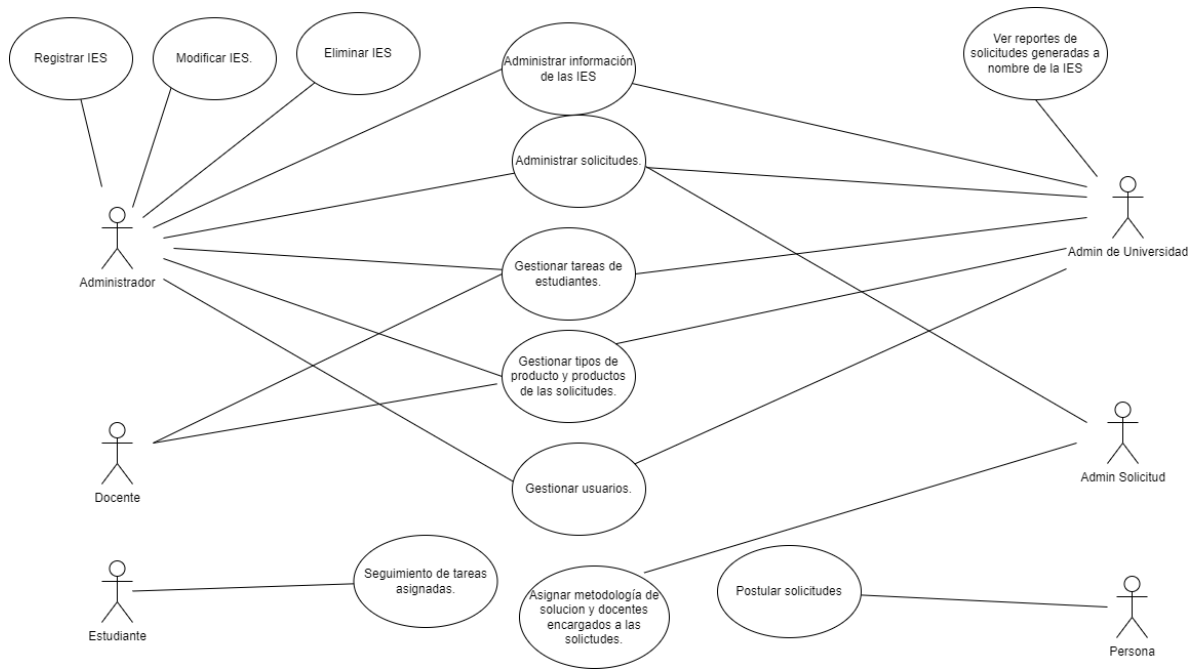 Registrar IES
Modificar IES.
Eliminar IES
Administrar información
de las IES
Ver reportes de
solicitudes generadas a
nombre de la IES
Administrar solicitudes.
Administrador
Admin de Universidad
Gestionar tareas de
estudiantes.
Gestionar tipos de
producto y productos
de las solicitudes.
Docente
Gestionar usuarios.
Admin Solicitud
Estudiante
Seguimiento de tareas
asignadas.
Asignar metodología de
solucion y docentes
encargados a las
solictudes.
Postular solicitudes
Persona